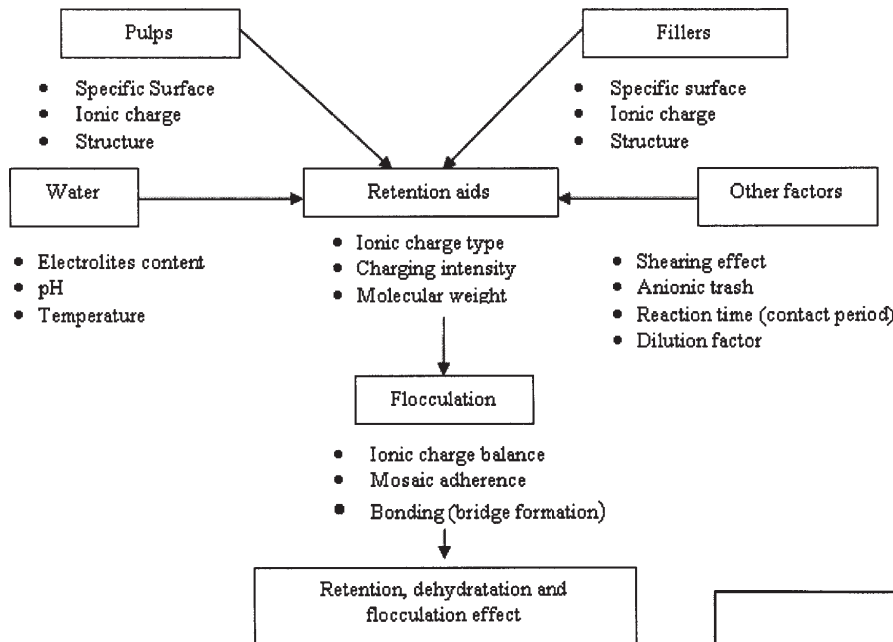 Pulps
Fillers
● Specific Surface
● Ionic charge
● Structure
● Specific surface
● Ionic charge
● Structure
Water
Retention aids
Other factors
● Electrolites content
● pH
● Temperature
● Ionic charge type
● Charging intensity
● Molecular weight
● Shearing effect
● Anionic trash
● Reaction time (contact period)
● Dilution factor
Flocculation
● Ionic charge balance
● Mosaic adherence
● Bonding (bridge formation)
Retention, dehydratation and
flocculation effect